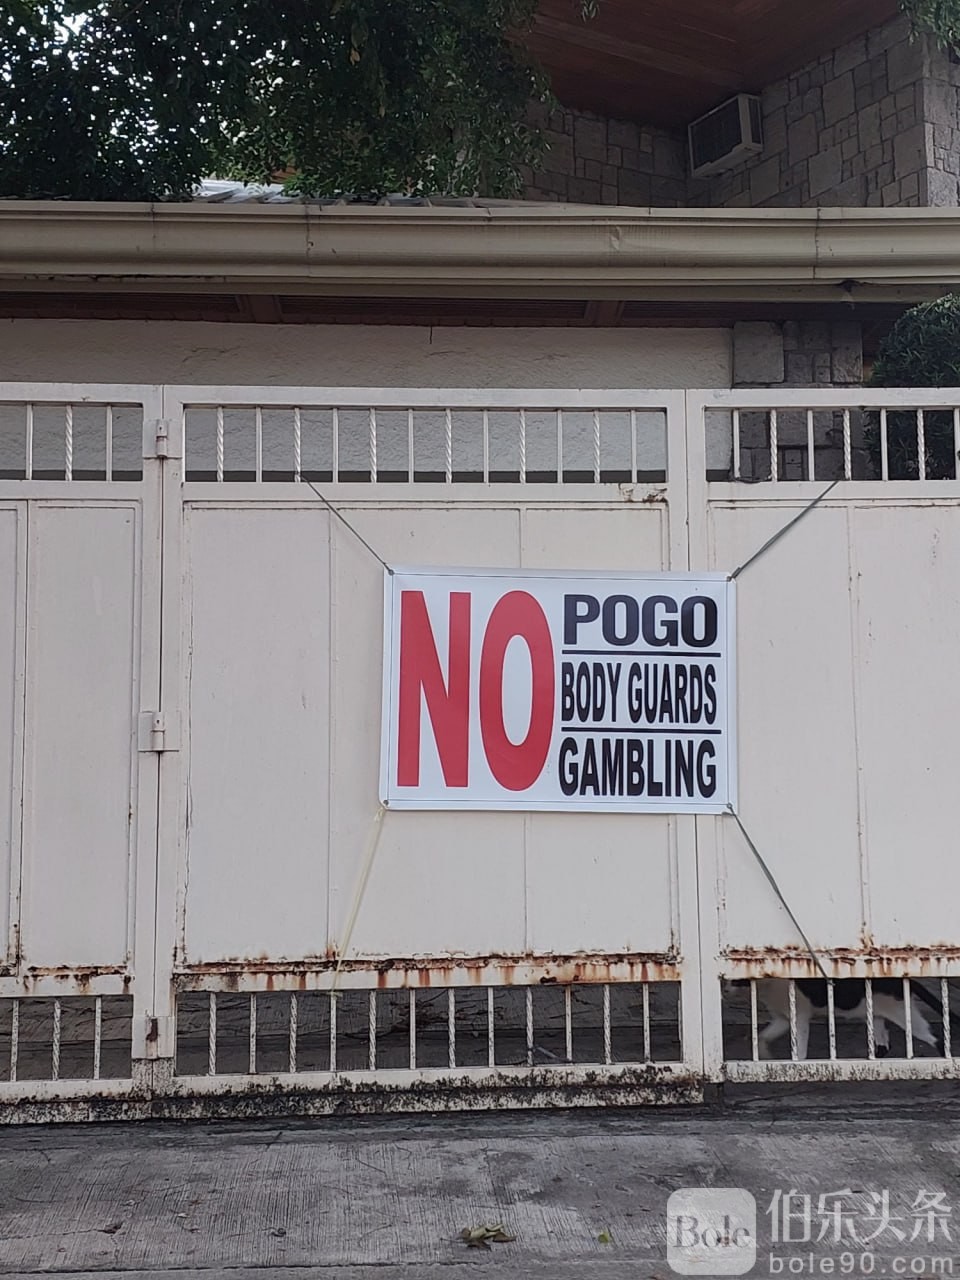 NO
POGO
BODY GUARDS
GAMBLING
Bole 伯乐头条
bole90.com